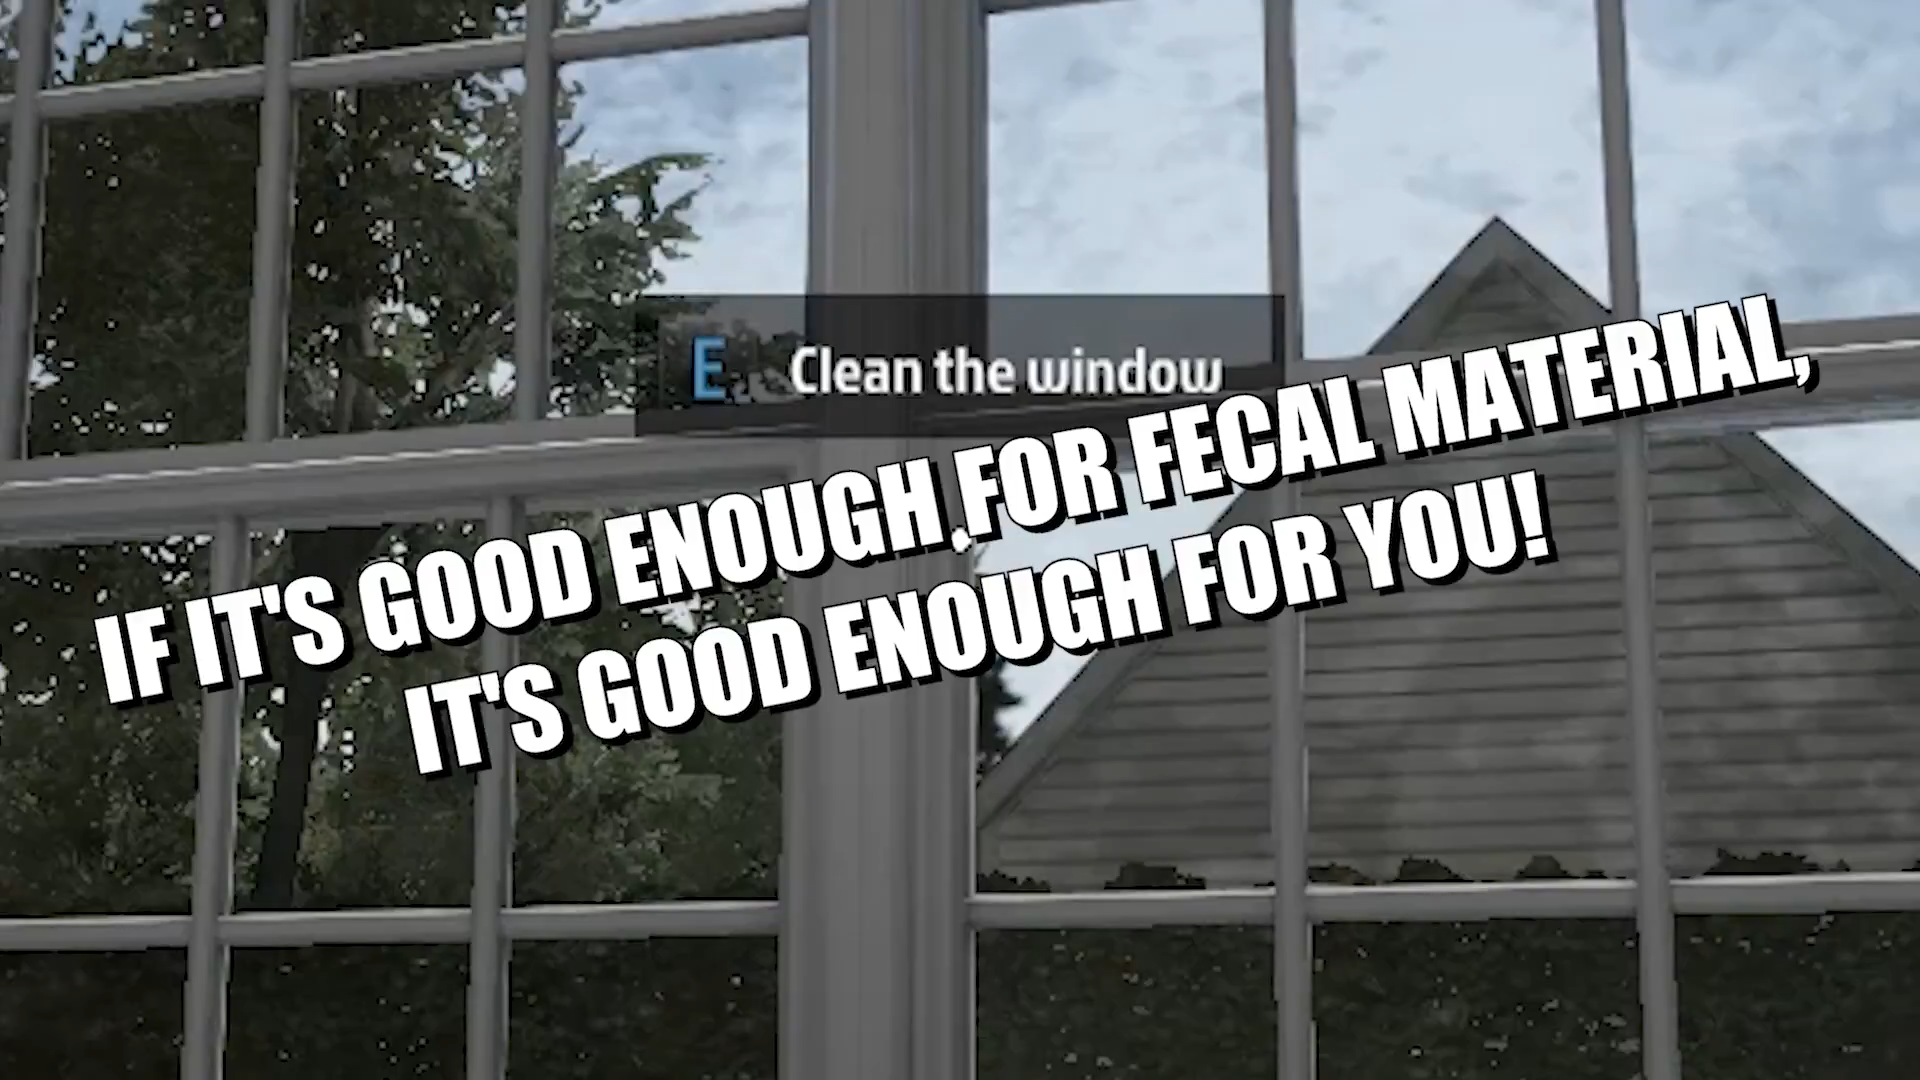 E Clean the window
IF IT'S GOOD ENOUGH FOR FECAL MATERIAL,
IT'S GOOD ENOUGH FOR YOU!